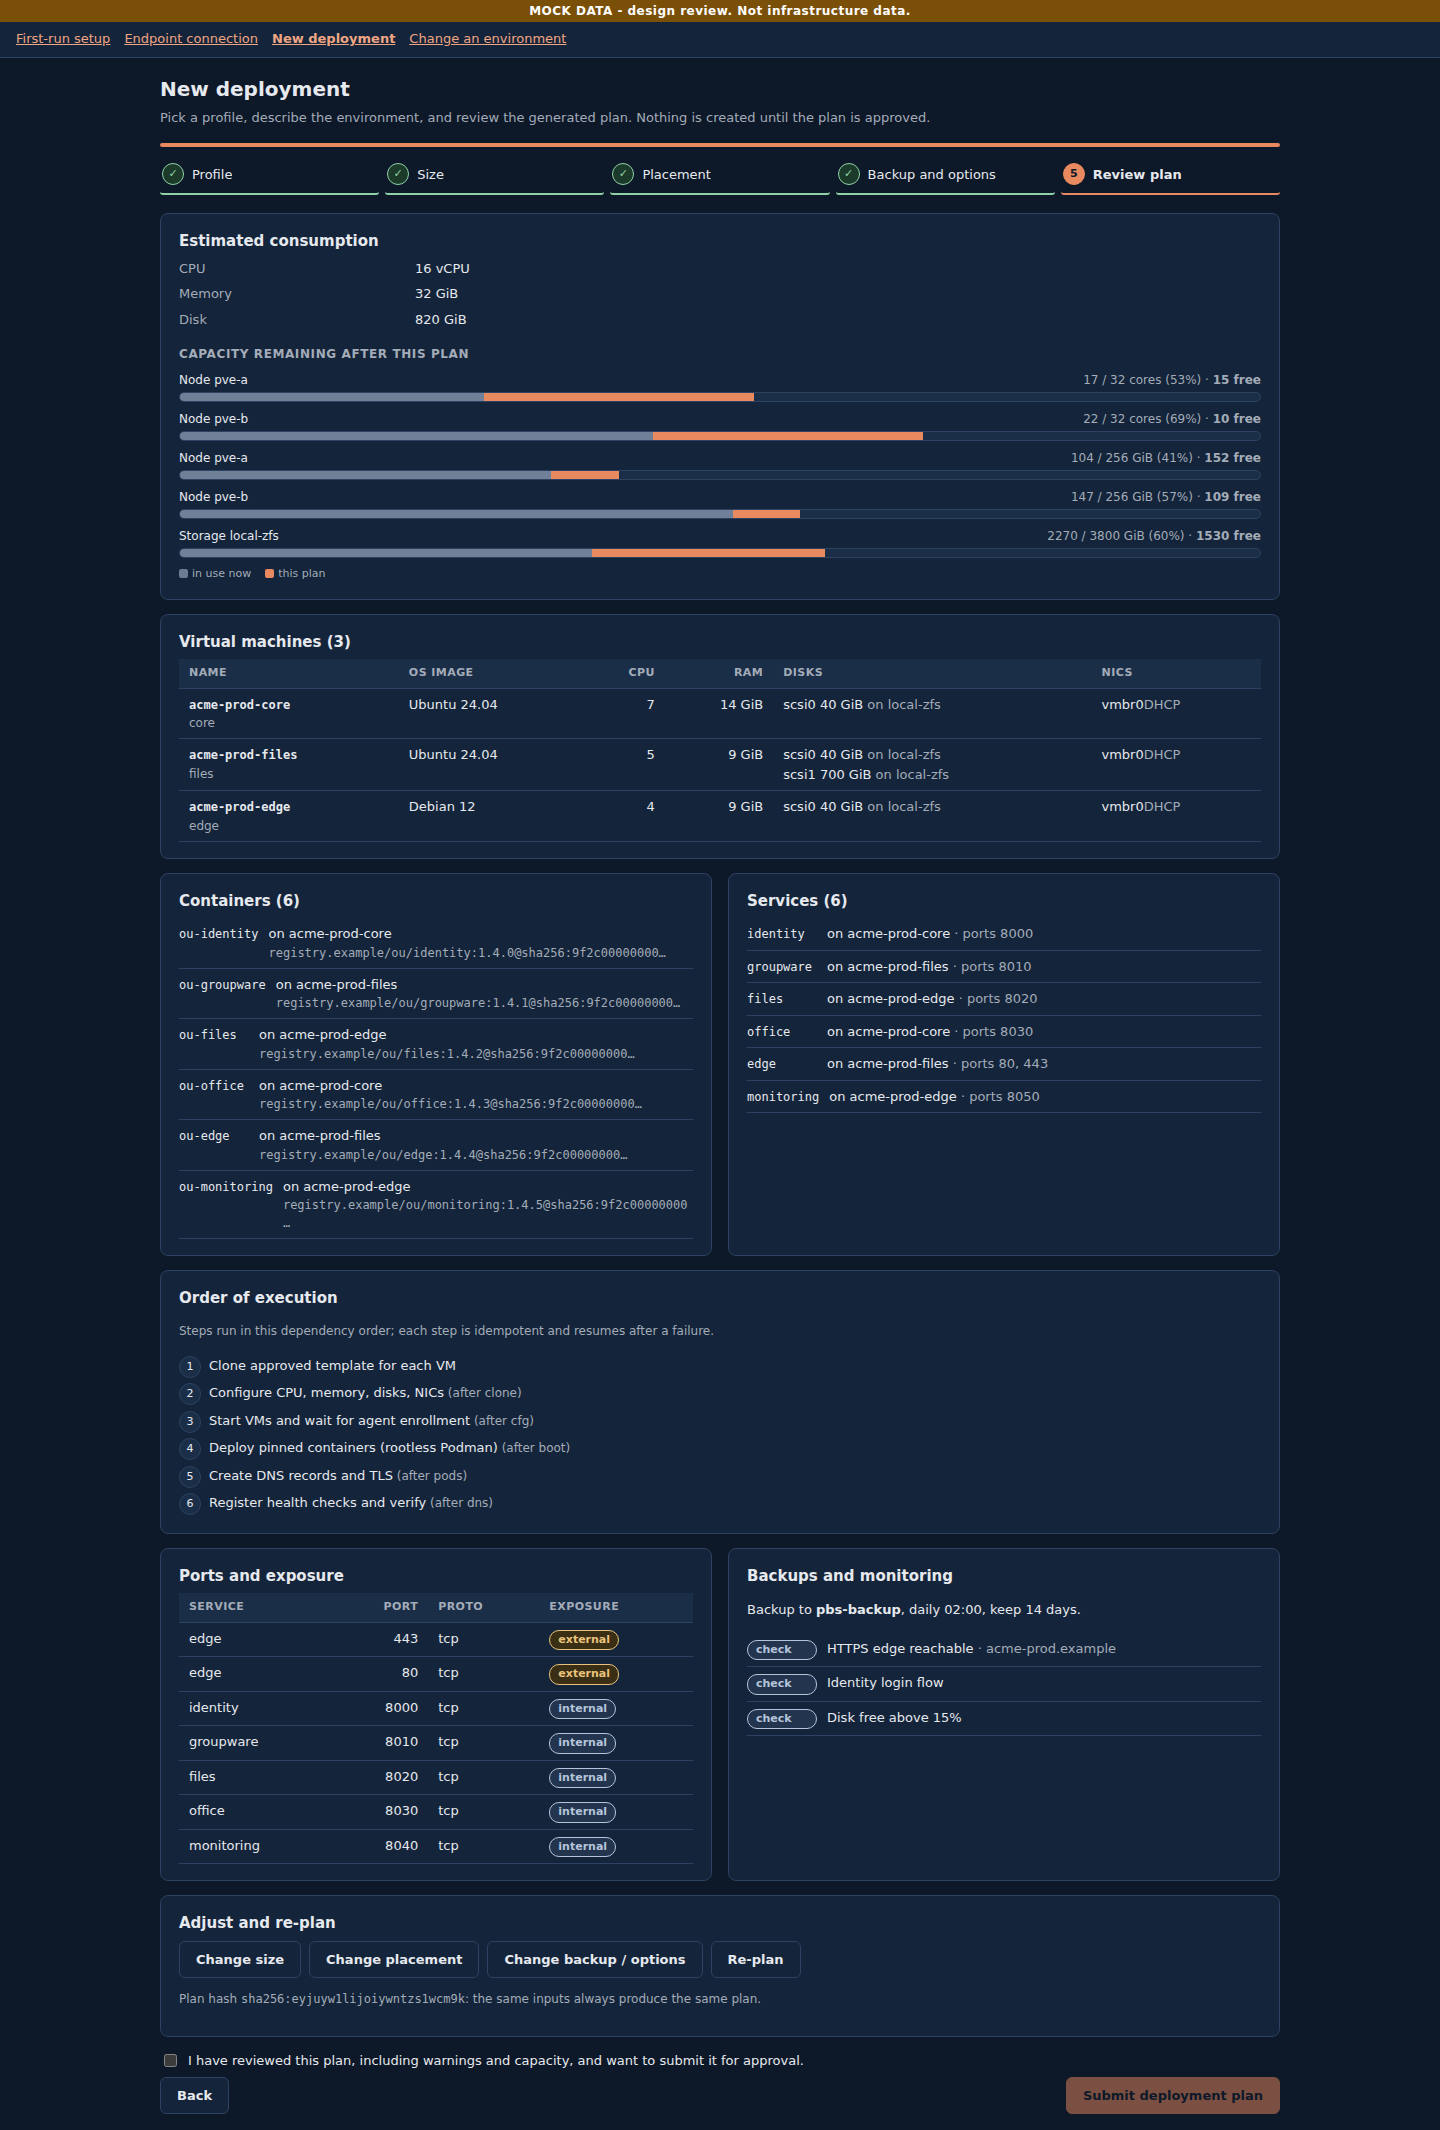 MOCK DATA - design review. Not infrastructure data.
First-run setup Endpoint connection New deployment Change an environment
New deployment
Pick a profile, describe the environment, and review the generated plan. Nothing is created until the plan is approved.
✓ Profile ✓ Size ✓ Placement ✓ Backup and options 5 Review plan
Estimated consumption
CPU 16 vCPU
Memory 32 GiB
Disk 820 GiB
CAPACITY REMAINING AFTER THIS PLAN
Node pve-a 17 / 32 cores (53%) · 15 free
Node pve-b 22 / 32 cores (69%) · 10 free
Node pve-a 104 / 256 GiB (41%) · 152 free
Node pve-b 147 / 256 GiB (57%) · 109 free
Storage local-zfs 2270 / 3800 GiB (60%) · 1530 free
in use now this plan
Virtual machines (3)
NAME OS IMAGE CPU RAM DISKS NICS
acme-prod-core Ubuntu 24.04 7 14 GiB scsi0 40 GiB on local-zfs vmbr0DHCP
core
acme-prod-files Ubuntu 24.04 5 9 GiB scsi0 40 GiB on local-zfs vmbr0DHCP
files scsi1 700 GiB on local-zfs
acme-prod-edge Debian 12 4 9 GiB scsi0 40 GiB on local-zfs vmbr0DHCP
edge
Containers (6)
ou-identity on acme-prod-core
registry.example/ou/identity:1.4.0@sha256:9f2c00000000…
ou-groupware on acme-prod-files
registry.example/ou/groupware:1.4.1@sha256:9f2c00000000…
ou-files on acme-prod-edge
registry.example/ou/files:1.4.2@sha256:9f2c00000000…
ou-office on acme-prod-core
registry.example/ou/office:1.4.3@sha256:9f2c00000000…
ou-edge on acme-prod-files
registry.example/ou/edge:1.4.4@sha256:9f2c00000000…
ou-monitoring on acme-prod-edge
registry.example/ou/monitoring:1.4.5@sha256:9f2c00000000
…
Services (6)
identity on acme-prod-core · ports 8000
groupware on acme-prod-files · ports 8010
files on acme-prod-edge · ports 8020
office on acme-prod-core · ports 8030
edge on acme-prod-files · ports 80, 443
monitoring on acme-prod-edge · ports 8050
Order of execution
Steps run in this dependency order; each step is idempotent and resumes after a failure.
1 Clone approved template for each VM
2 Configure CPU, memory, disks, NICs (after clone)
3 Start VMs and wait for agent enrollment (after cfg)
4 Deploy pinned containers (rootless Podman) (after boot)
5 Create DNS records and TLS (after pods)
6 Register health checks and verify (after dns)
Ports and exposure
SERVICE PORT PROTO EXPOSURE
edge 443 tcp external
edge 80 tcp external
identity 8000 tcp internal
groupware 8010 tcp internal
files 8020 tcp internal
office 8030 tcp internal
monitoring 8040 tcp internal
Backups and monitoring
Backup to pbs-backup, daily 02:00, keep 14 days.
check HTTPS edge reachable · acme-prod.example
check Identity login flow
check Disk free above 15%
Adjust and re-plan
Change size Change placement Change backup / options Re-plan
Plan hash sha256:eyjuyw1lijoiywntzs1wcm9k: the same inputs always produce the same plan.
I have reviewed this plan, including warnings and capacity, and want to submit it for approval.
Back Submit deployment plan